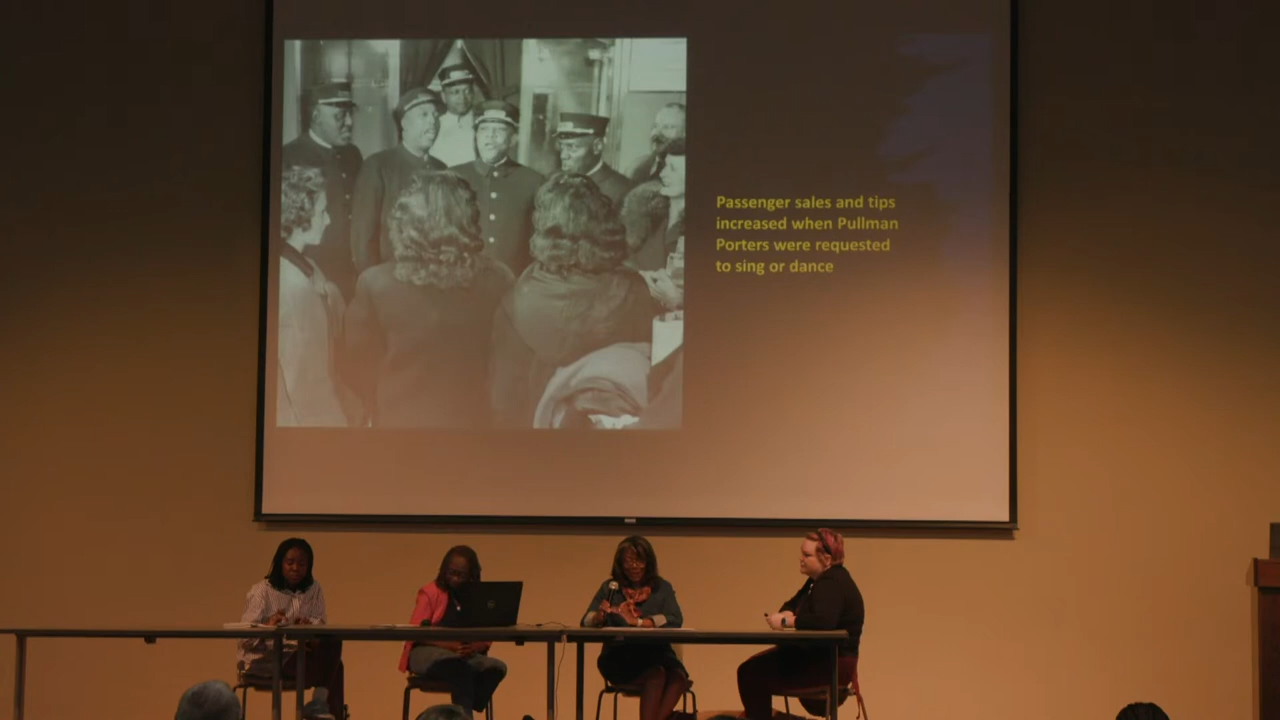 Passenger sales and tips
increased when Pullman
Porters were requested
to sing or dance